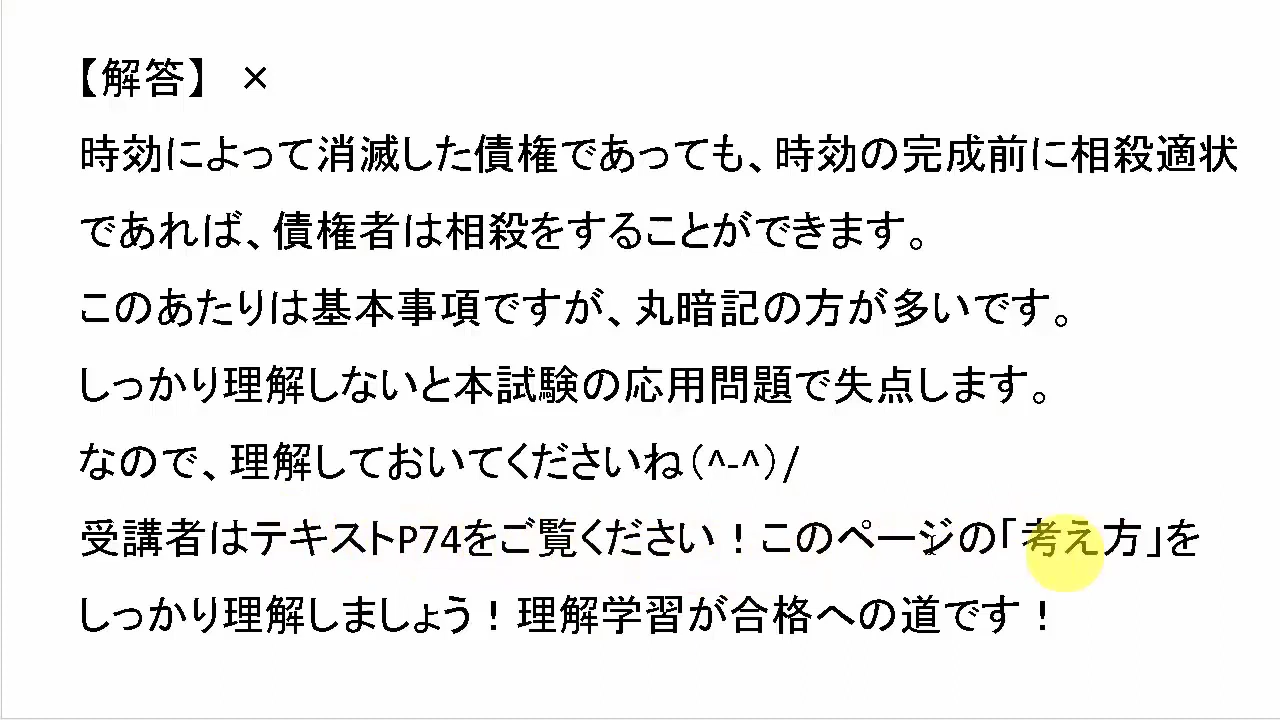 【解答】 ×
時効によって消滅した債権であっても、時効の完成前に相殺適状
であれば、債権者は相殺をすることができます。
このあたりは基本事項ですが、丸暗記の方が多いです。
しっかり理解しないと本試験の応用問題で失点します。
なので、理解しておいてくださいね(^-^)/
受講者はテキストP74をご覧ください！このページの「考え方」を
しっかり理解しましょう！理解学習が合格への道です！